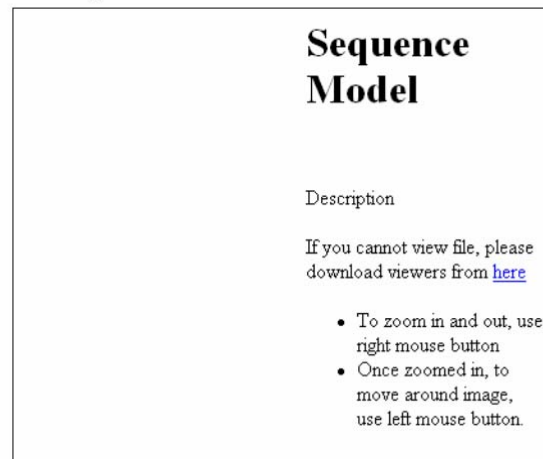 Sequence
Model
Description
If you cannot view file, please
download viewers from here
• To zoom in and out, use
right mouse button
• Once zoomed in, to
move around image,
use left mouse button.